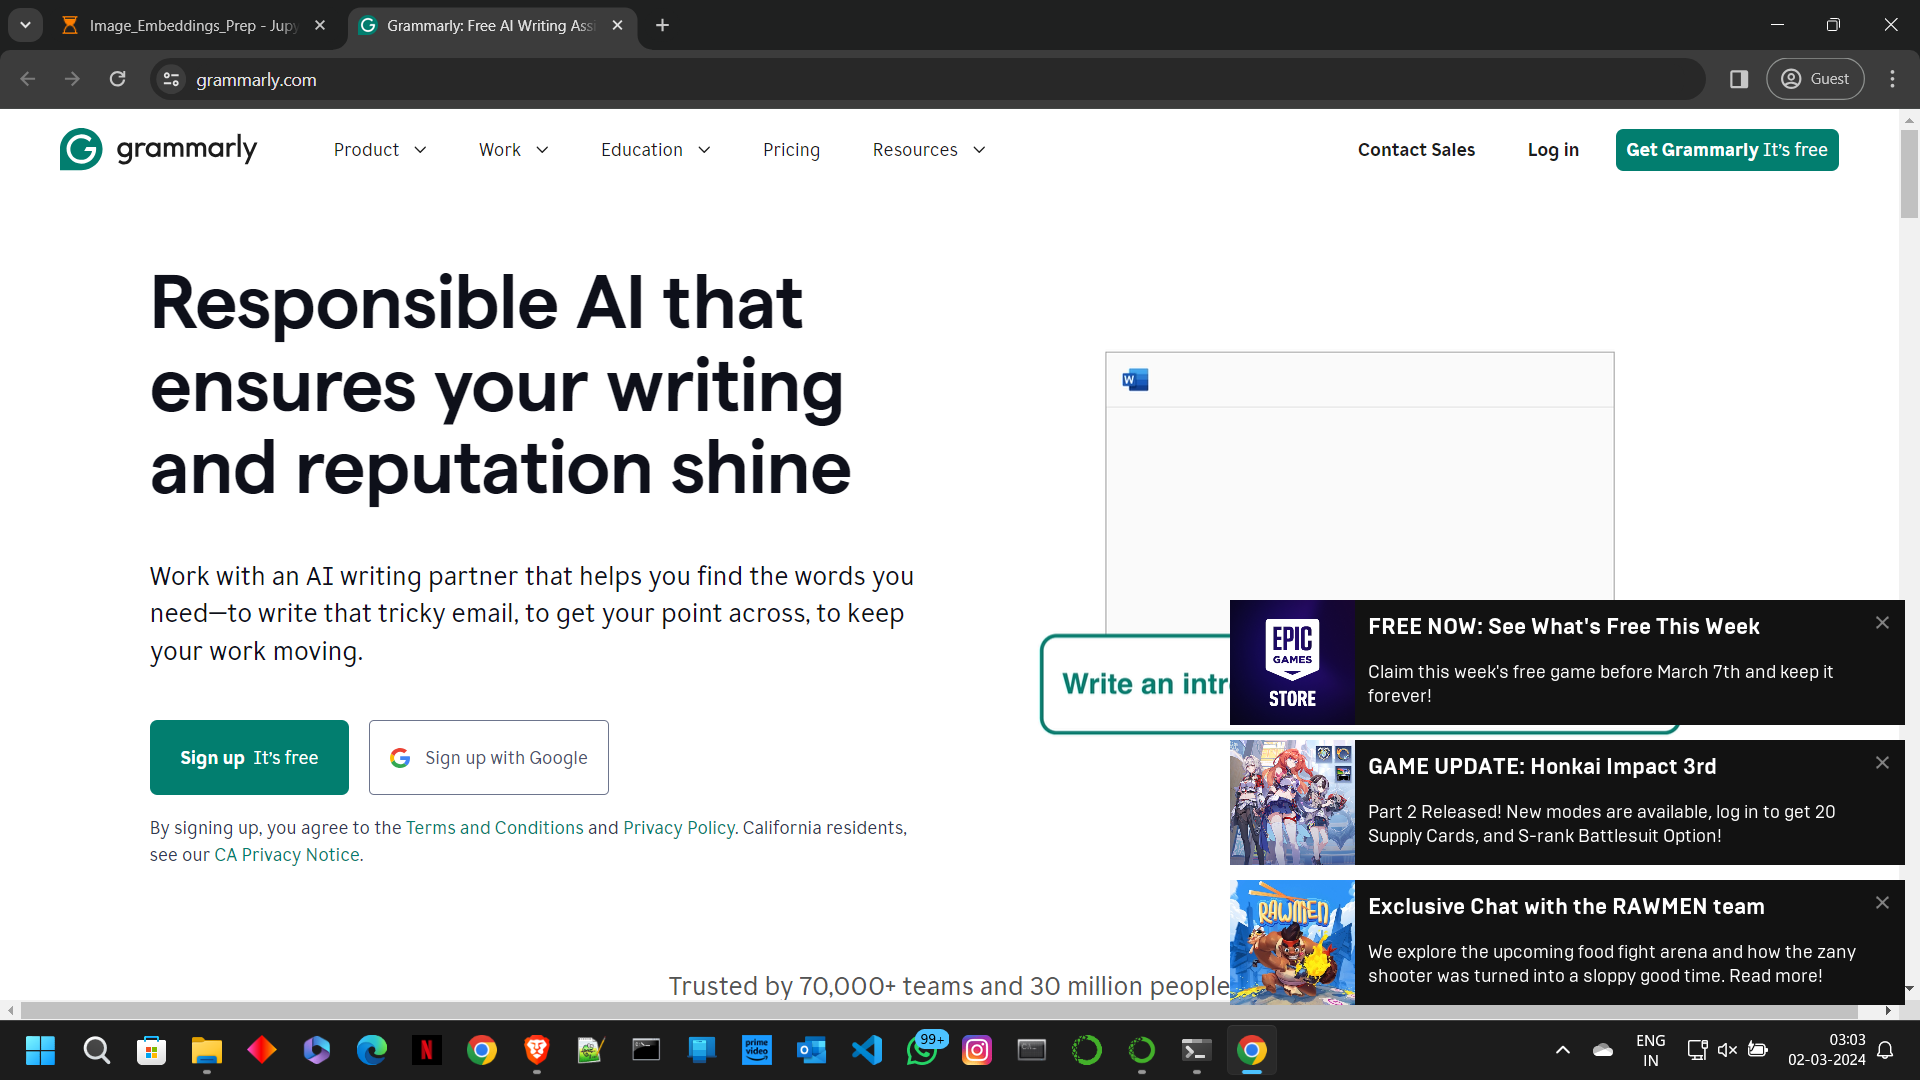 Image_Embeddings_Prep - Jupy
Grammarly: Free AI Writing Assi
grammarly.com
Guest
grammarly
Product
Work
Education
Pricing
Resources
Contact Sales
Log in
Get Grammarly It's free
Responsible AI that
ensures your writing
and reputation shine
Work with an AI writing partner that helps you find the words you
need—to write that tricky email, to get your point across, to keep
your work moving.
Sign up It's free
Sign up with Google
By signing up, you agree to the Terms and Conditions and Privacy Policy. California residents,
see our CA Privacy Notice.
Write an intr
Trusted by 70,000+ teams and 30 million people
EPIC
GAMES
STORE
FREE NOW: See What's Free This Week
Claim this week's free game before March 7th and keep it
forever!
GAME UPDATE: Honkai Impact 3rd
Part 2 Released! New modes are available, log in to get 20
Supply Cards, and S-rank Battlesuit Option!
RAWMEN
Exclusive Chat with the RAWMEN team
We explore the upcoming food fight arena and how the zany
shooter was turned into a sloppy good time. Read more!
prime
video
99+
ENG
IN
03:03
02-03-2024